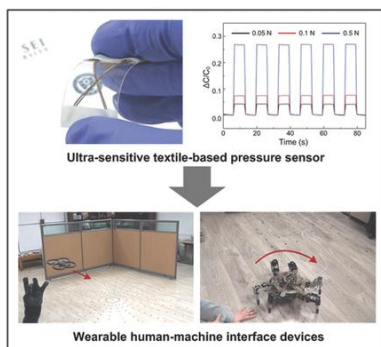 SEI
0.05 N 0.1 N 0.5 N
ΔC/C₀
0.3
0.2
0.1
0.0
0 20 40 60 80
Time (s)
Ultra-sensitive textile-based pressure sensor
Wearable human-machine interface devices